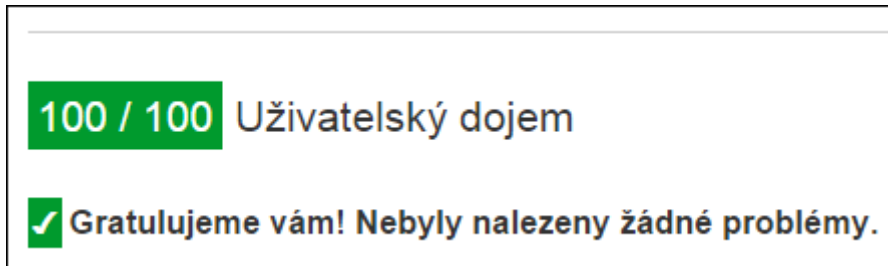 100 / 100 Uživatelský dojem
✓ Gratulujeme vám! Nebyly nalezeny žádné problémy.